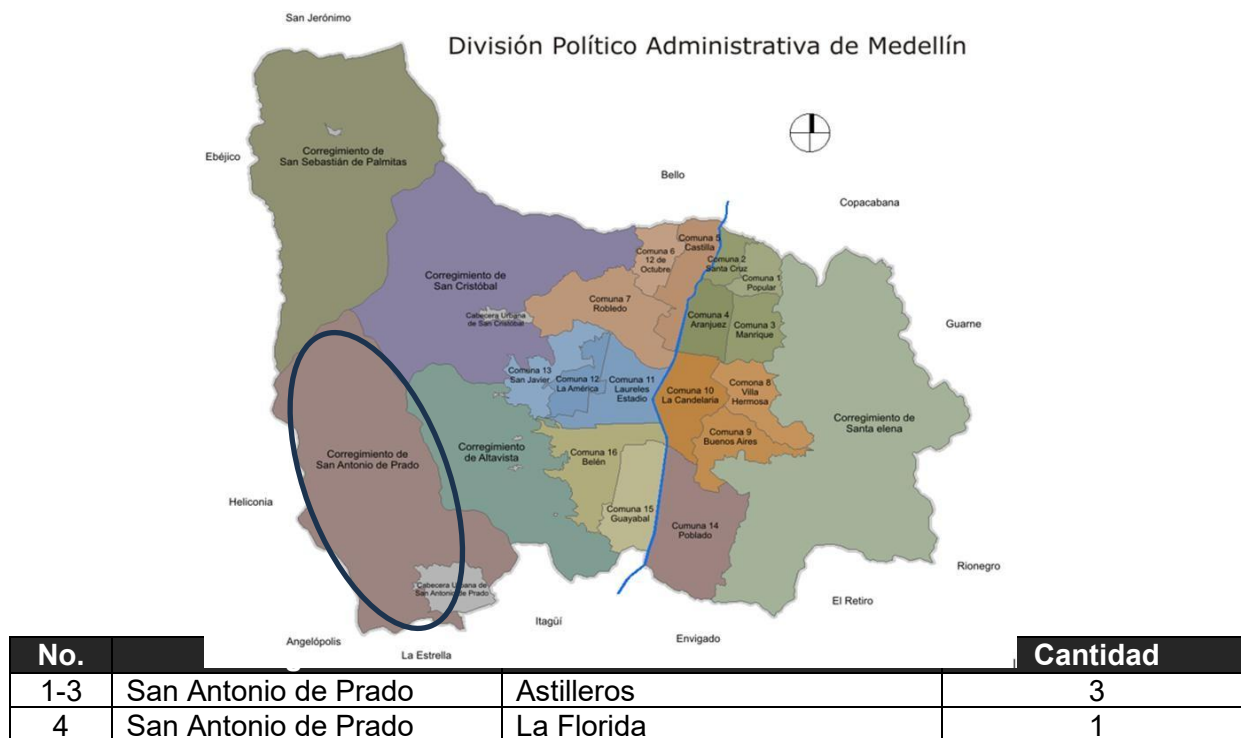 San Jerónimo
División Político Administrativa de Medellín
Ebéjico
Corregimiento de
San Sebastián de Palmitas
Bello
Copacabana
Comuna 5
Castilla
Comuna 6
12 de
Octubre
Comuna 2
Santa Cruz
Comuna 1
Popular
Corregimiento de
San Cristóbal
Comuna 7
Robledo
Cabecera Urbana
de San Cristóbal
Comuna 4
Aranjuez
Comuna 3
Manrique
Guarne
Comuna 13
San Javier
Comuna 12
La América
Comuna 11
Laureles
Estadio
Comuna 10
La Candelaria
Comona 8
Villa
Hermosa
Corregimiento de
Santa elena
Comuna 9
Buenos Aires
Corregimiento
de Altavista
Corregimiento de
San Antonio de Prado
Comuna 16
Belén
Heliconia
Comuna 15
Guayabal
Cumuna 14
Poblado
Rionegro
Cabecera Urbana de
San Antonio de Prado
El Retiro
Itagüí
Envigado
Angelópolis
La Estrella
No. Cantidad
1-3 San Antonio de Prado Astilleros 3
4 San Antonio de Prado La Florida 1